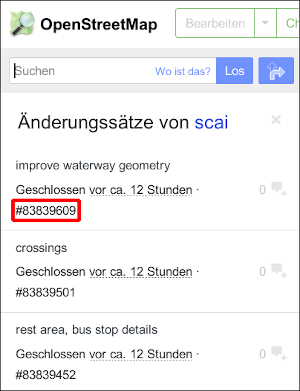 OpenStreetMap
Bearbeiten
Suchen
Wo ist das?
Los
Änderungssätze von scai
improve waterway geometry
Geschlossen vor ca. 12 Stunden ·
0
#83839609
crossings
Geschlossen vor ca. 12 Stunden ·
0
#83839501
rest area, bus stop details
Geschlossen vor ca. 12 Stunden ·
0
#83839452